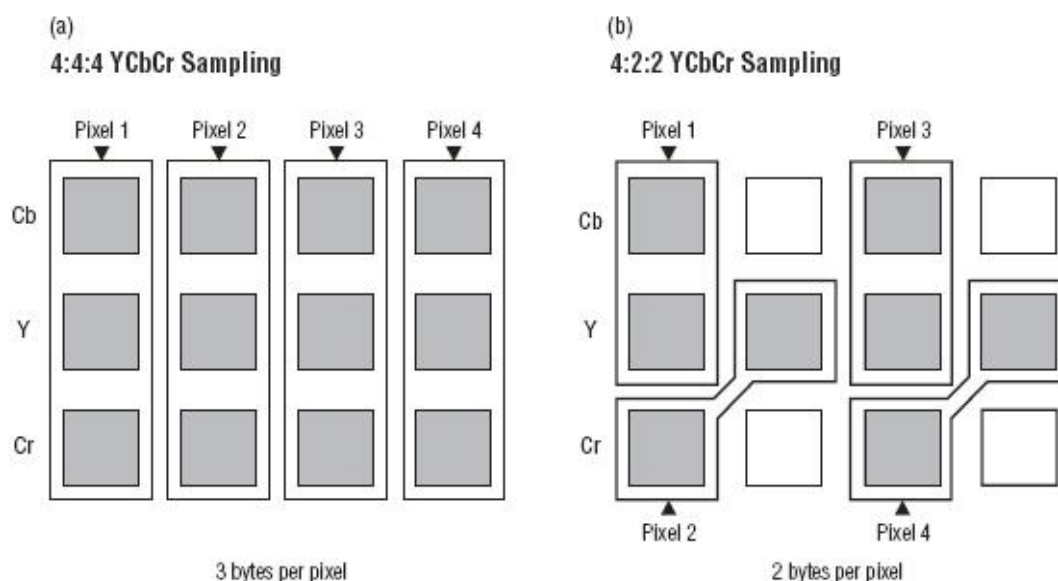 (a)
4:4:4 YCbCr Sampling
Pixel 1 Pixel 2 Pixel 3 Pixel 4
Cb
Y
Cr
3 bytes per pixel
(b)
4:2:2 YCbCr Sampling
Pixel 1 Pixel 3
Cb
Y
Cr
Pixel 2 Pixel 4
2 bytes per pixel